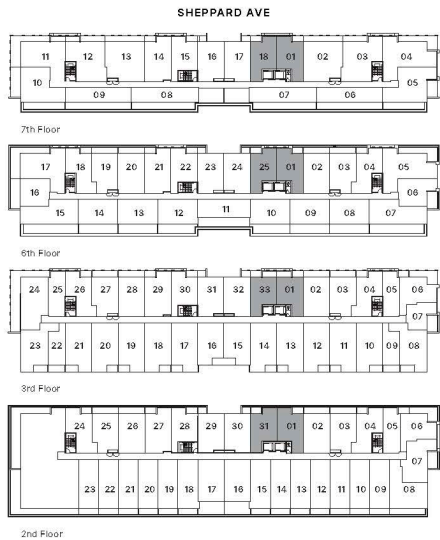 SHEPPARD AVE
11 12 13 14 15 16 17 18 01 02 03 04
10 05
09 08 07 06
7th Floor
17 18 19 20 21 22 23 24 25 01 02 03 04 05
16 06
15 14 13 12 11 10 09 08 07
6th Floor
24 25 26 27 28 29 30 31 32 33 01 02 03 04 05 06
07
23 22 21 20 19 18 17 16 15 14 13 12 11 10 09 08
3rd Floor
24 25 26 27 28 29 30 31 01 02 03 04 05 06
07
23 22 21 20 19 18 17 16 15 14 13 12 11 10 09 08
2nd Floor